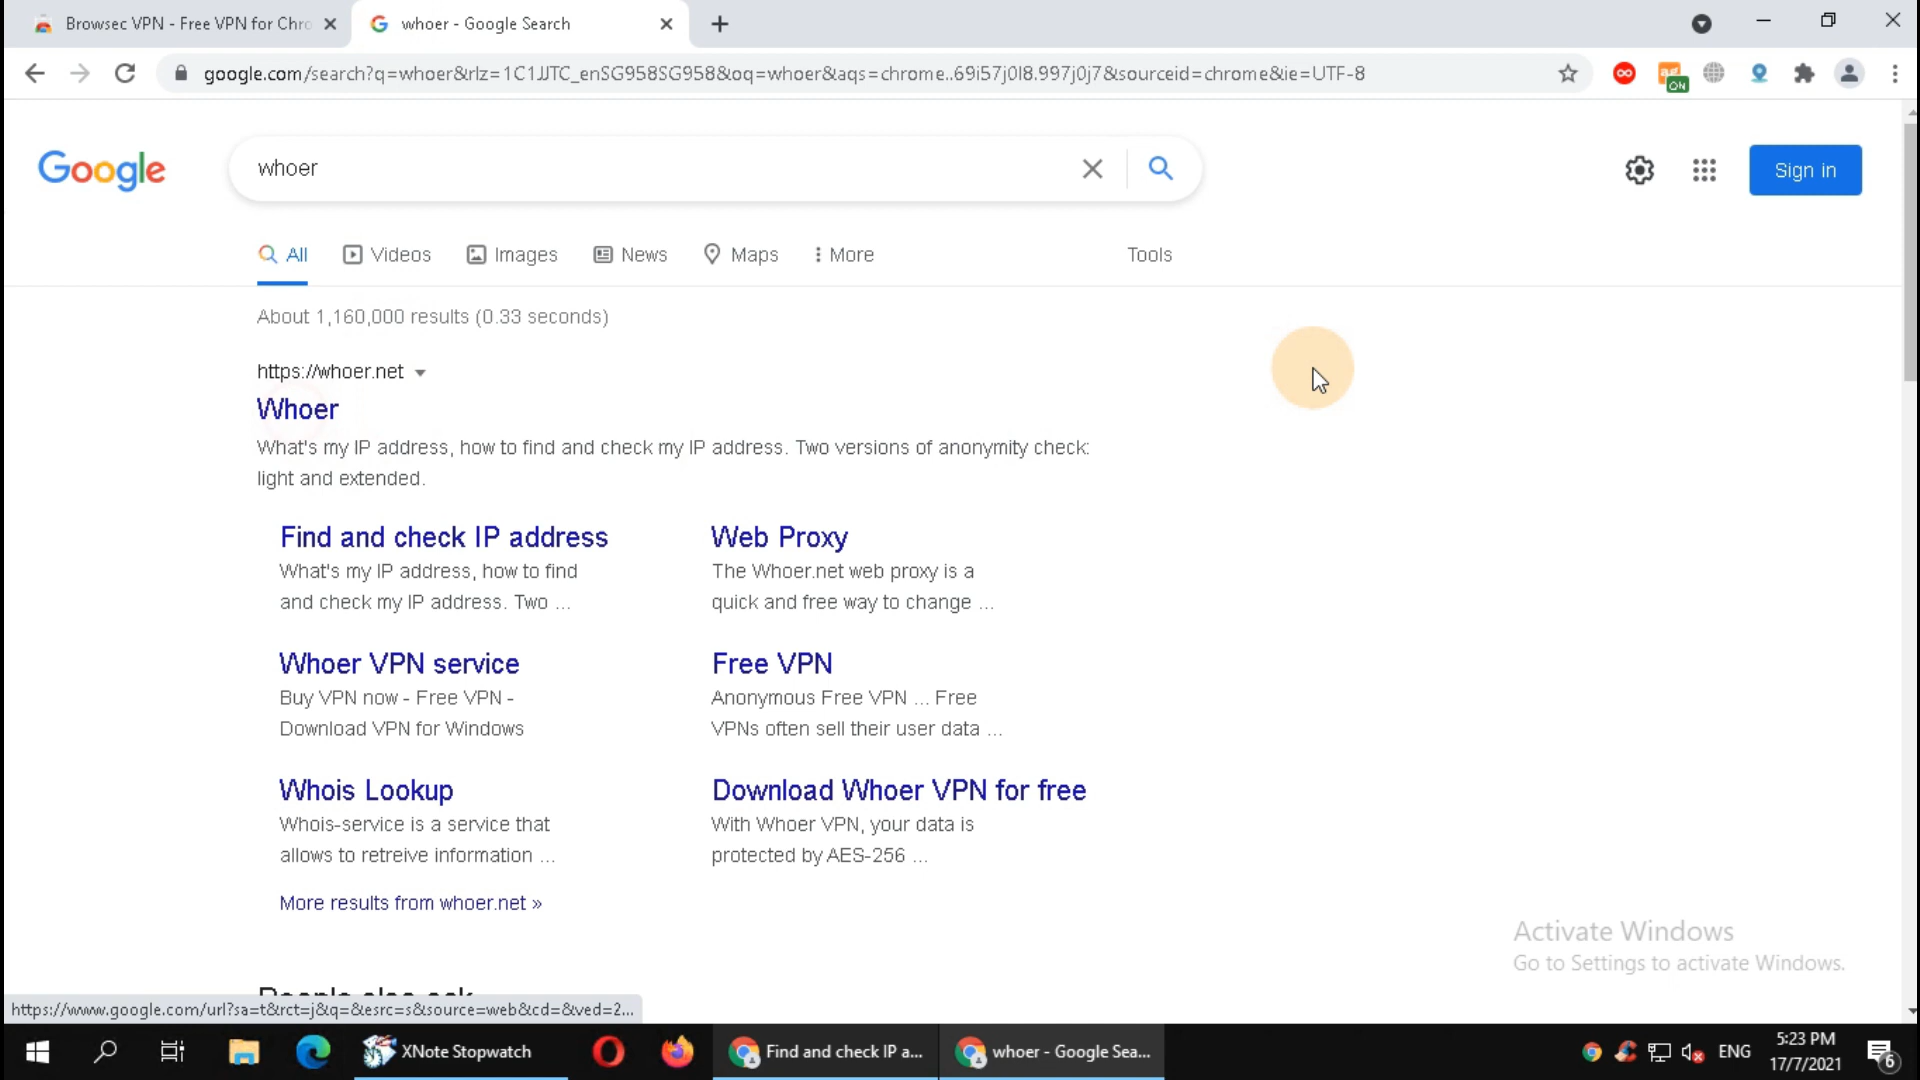 Browsec VPN - Free VPN for Chro
whoer - Google Search
google.com/search?q=whoer&rlz=1C1JJTC_enSG958SG958&oq=whoer&aqs=chrome..69i57j0l8.997j0j7&sourceid=chrome&ie=UTF-8
ON
Google
whoer
Sign in
All
Videos
Images
News
Maps
More
Tools
About 1,160,000 results (0.33 seconds)
https://whoer.net
Whoer
What's my IP address, how to find and check my IP address. Two versions of anonymity check:
light and extended.
Find and check IP address
What's my IP address, how to find
and check my IP address. Two ...
Web Proxy
The Whoer.net web proxy is a
quick and free way to change ...
Whoer VPN service
Buy VPN now - Free VPN -
Download VPN for Windows
Free VPN
Anonymous Free VPN ... Free
VPNs often sell their user data ...
Whois Lookup
Whois-service is a service that
allows to retreive information ...
Download Whoer VPN for free
With Whoer VPN, your data is
protected by AES-256 ...
More results from whoer.net »
People also ask
Activate Windows
Go to Settings to activate Windows.
https://www.google.com/url?sa=t&rct=j&q=&esrc=s&source=web&cd=&ved=2...
XNote Stopwatch
Find and check IP a...
whoer - Google Sea...
ENG
5:23 PM
17/7/2021
6